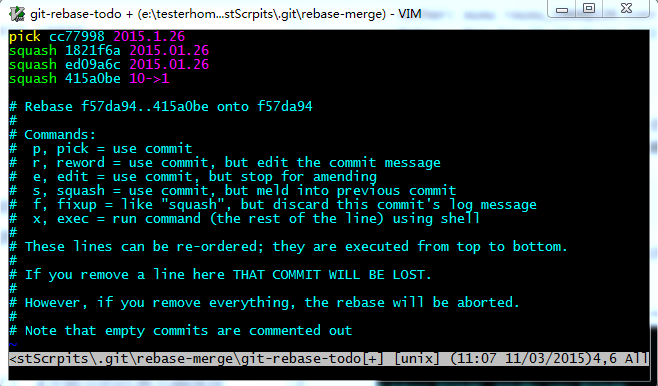 git-rebase-todo + (e:\testerhom...stScrpits\.git\rebase-merge) - VIM
pick cc77998 2015.1.26
squash 1821f6a 2015.01.26
squash ed09a6c 2015.01.26
squash 415a0be 10->1

# Rebase f57da94..415a0be onto f57da94
#
# Commands:
#  p, pick = use commit
#  r, reword = use commit, but edit the commit message
#  e, edit = use commit, but stop for amending
#  s, squash = use commit, but meld into previous commit
#  f, fixup = like "squash", but discard this commit's log message
#  x, exec = run command (the rest of the line) using shell
#
# These lines can be re-ordered; they are executed from top to bottom.
#
# If you remove a line here THAT COMMIT WILL BE LOST.
#
# However, if you remove everything, the rebase will be aborted.
#
# Note that empty commits are commented out
~
<stScrpits\.git\rebase-merge\git-rebase-todo[+] [unix] (11:07 11/03/2015)4,6 All